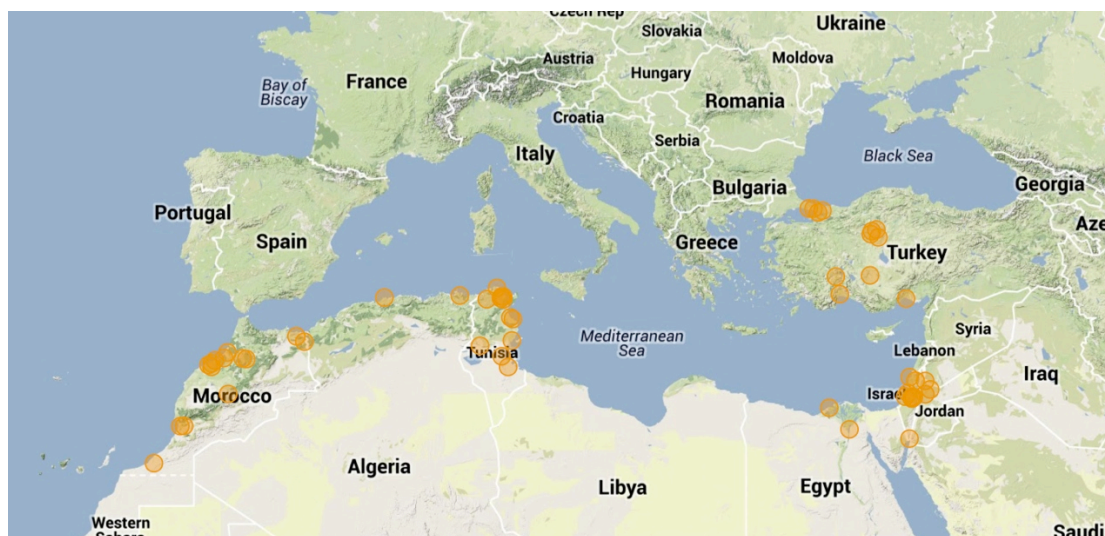 Czech Rep
Slovakia
Ukraine
Austria
Moldova
Hungary
France
Bay of
Biscay
Romania
Croatia
Serbia
Italy
Black Sea
Bulgaria
Georgia
Portugal
Aze
Spain
Greece
Turkey
Mediterranean
Sea
Syria
Tunisia
Lebanon
Iraq
Morocco
Israel
Jordan
Algeria
Libya
Egypt
Western
Saudi